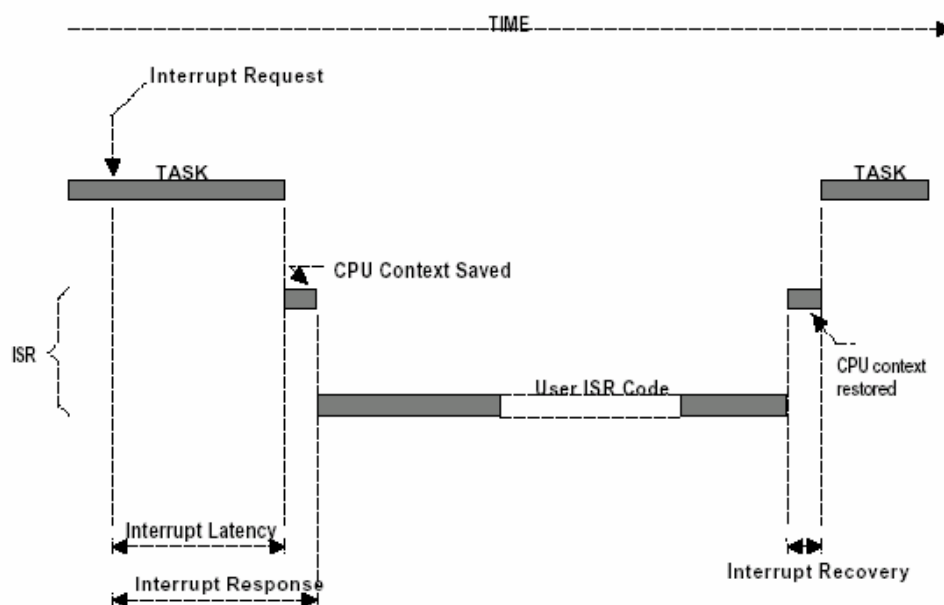 TIME
Interrupt Request
TASK
TASK
CPU Context Saved
ISR
CPU context
restored
User ISR Code
Interrupt Latency
Interrupt Recovery
Interrupt Response